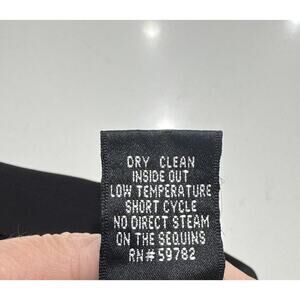 DRY CLEAN
INSIDE OUT
LOW TEMPERATURE
SHORT CYCLE
NO DIRECT STEAM
ON THE SEQUINS
RN#59782